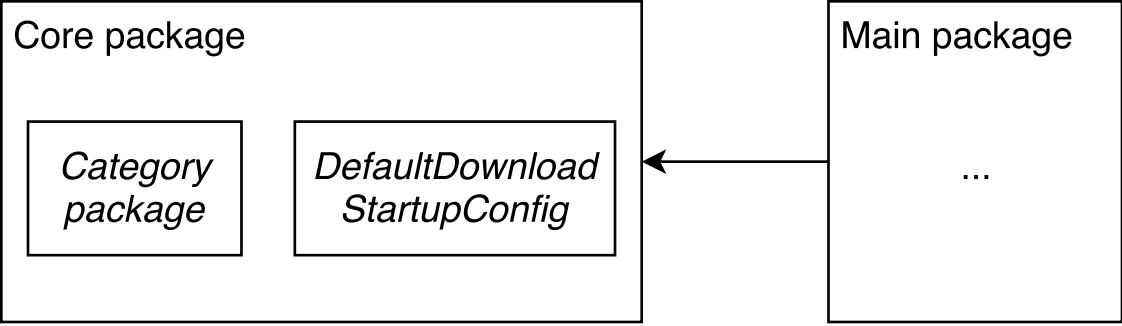 Core package
Main package
Category
package
DefaultDownload
StartupConfig
...